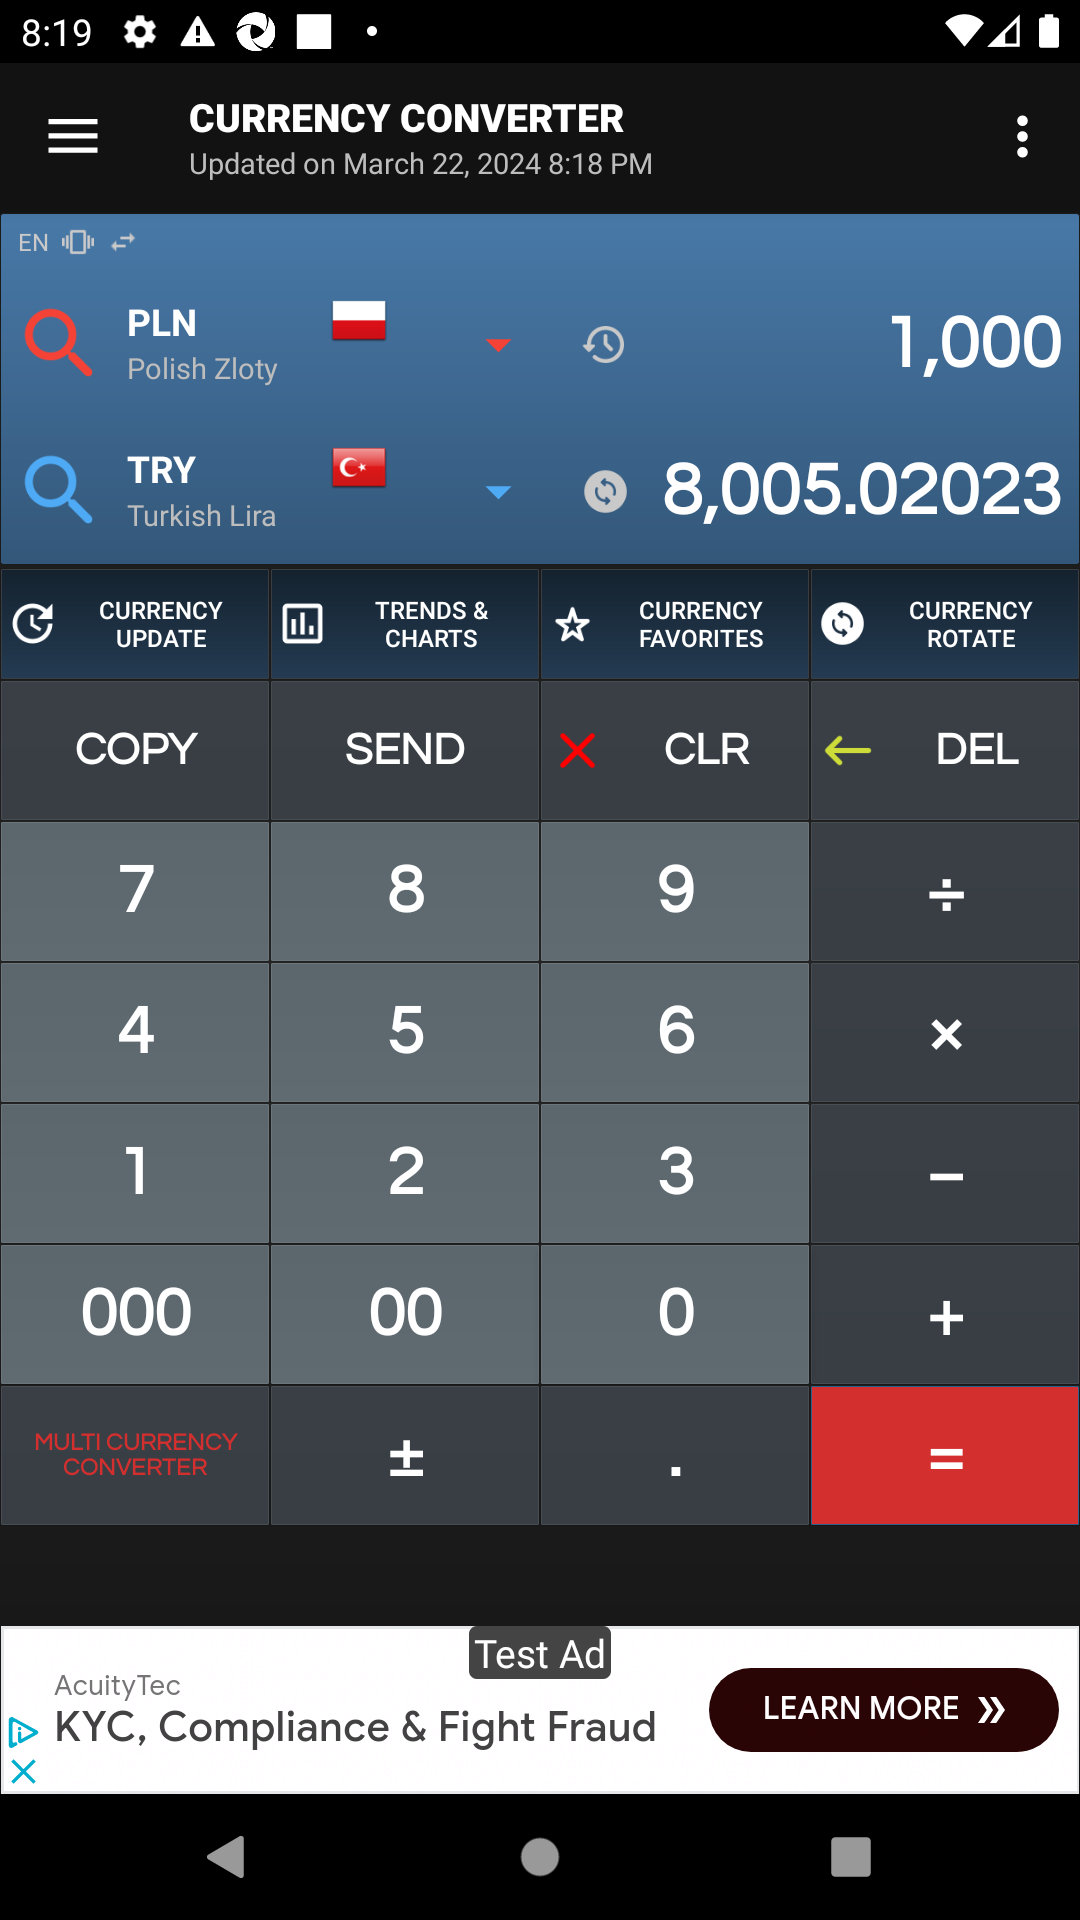 8:19
CURRENCY CONVERTER
Updated on March 22, 2024 8:18 PM
EN
PLN
Polish Zloty
1,000
TRY
Turkish Lira
8,005.02023
CURRENCY UPDATE
TRENDS & CHARTS
CURRENCY FAVORITES
CURRENCY ROTATE
COPY
SEND
CLR
DEL
7
8
9
÷
4
5
6
×
1
2
3
−
000
00
0
+
MULTI CURRENCY CONVERTER
±
.
=
Test Ad
AcuityTec
KYC, Compliance & Fight Fraud
LEARN MORE »